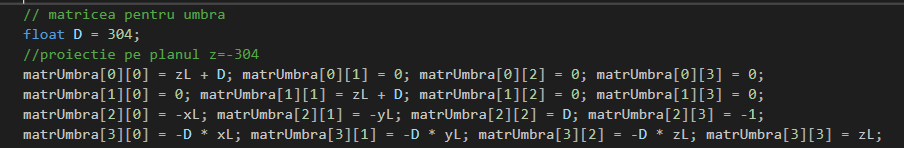 // matricea pentru umbra
float D = 304;
//proiectie pe planul z=-304
matrUmbra[0][0] = zL + D; matrUmbra[0][1] = 0; matrUmbra[0][2] = 0; matrUmbra[0][3] = 0;
matrUmbra[1][0] = 0; matrUmbra[1][1] = zL + D; matrUmbra[1][2] = 0; matrUmbra[1][3] = 0;
matrUmbra[2][0] = -xL; matrUmbra[2][1] = -yL; matrUmbra[2][2] = D; matrUmbra[2][3] = -1;
matrUmbra[3][0] = -D * xL; matrUmbra[3][1] = -D * yL; matrUmbra[3][2] = -D * zL; matrUmbra[3][3] = zL;